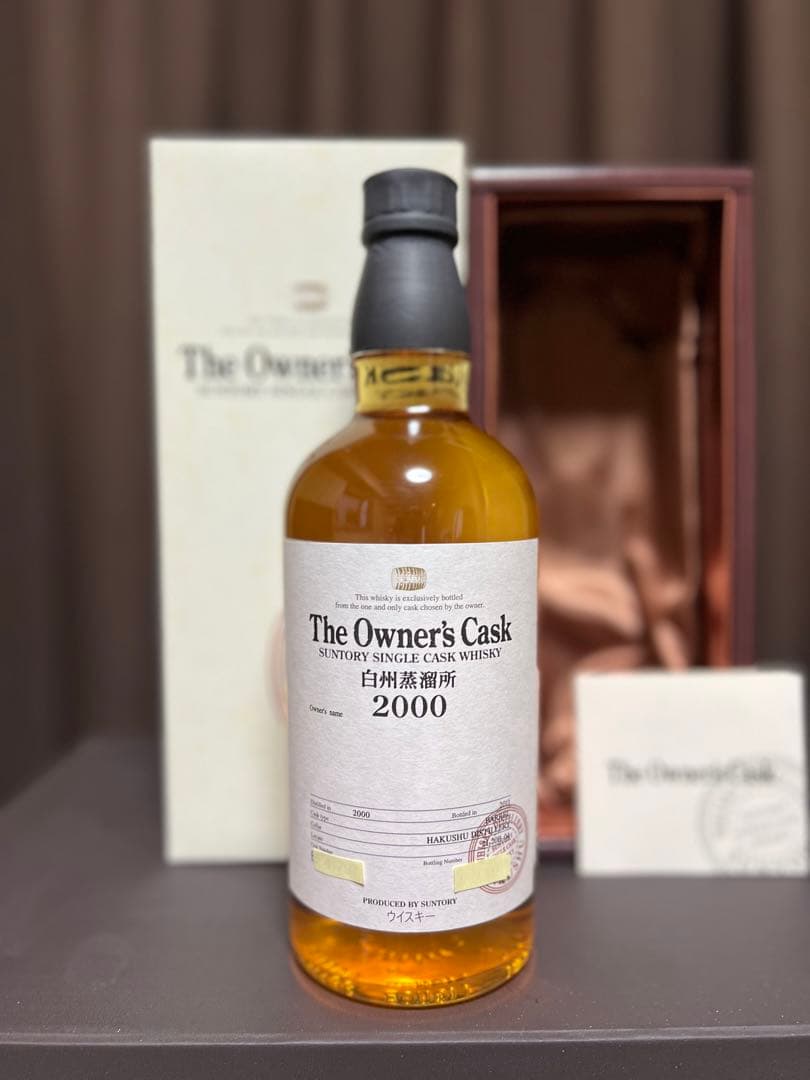 The Owner's
This whisky is exclusively bottled
from the one and only cask chosen by the owner.
The Owner's Cask
SUNTORY SINGLE CASK WHISKY
白州蒸溜所
Owner's name 2000
Distilled in 2000 Bottled in
Cask type
Cellar HAKUSHU DISTILLERY
Bottling Number
PRODUCED BY SUNTORY
ウイスキー
The Owner's Cask